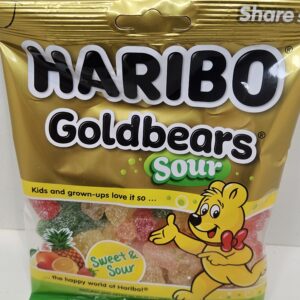 Share
HARIBO®
Goldbears®
Sour
Kids and grown-ups love it so ...
Sweet &
Sour
... the happy world of Haribo!®